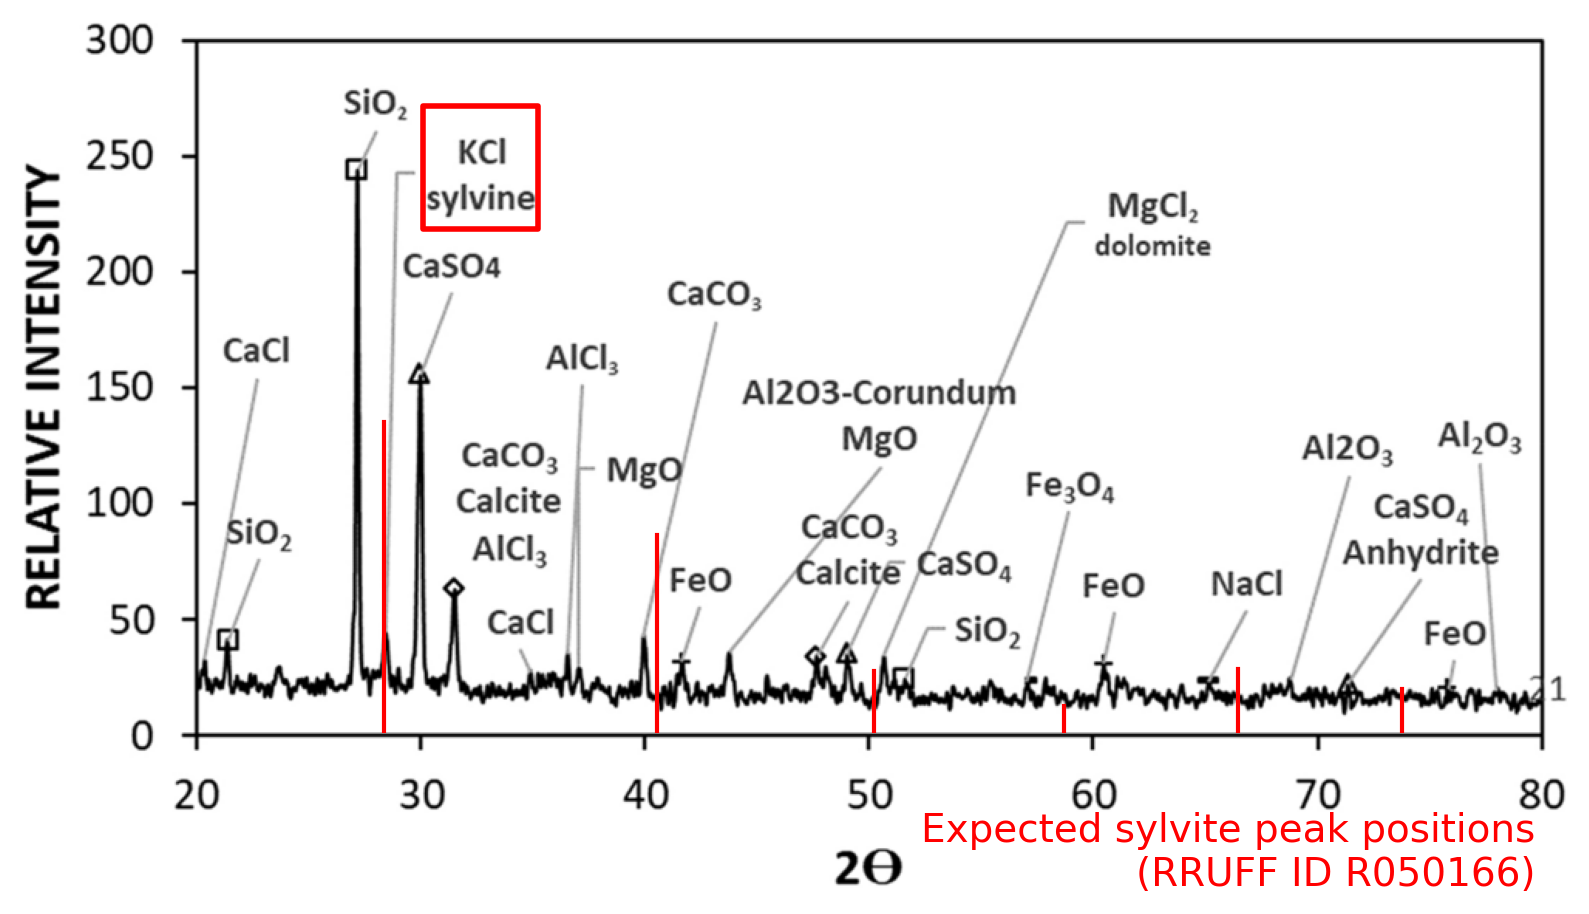 300
250
200
150
100
50
0
RELATIVE INTENSITY
SiO₂
KCl
sylvine
CaSO4
CaCl
SiO₂
CaCO₃
Calcite
AlCl₃
CaCl
AlCl₃
MgO
CaCO₃
FeO
Al2O3-Corundum
MgO
CaCO₃
Calcite
CaSO₄
SiO₂
MgCl₂
dolomite
Fe₃O₄
FeO
NaCl
Al2O₃
CaSO₄
Anhydrite
Al₂O₃
FeO
21
20 30 40 50 60 70 80
2Θ
Expected sylvite peak positions
(RRUFF ID R050166)